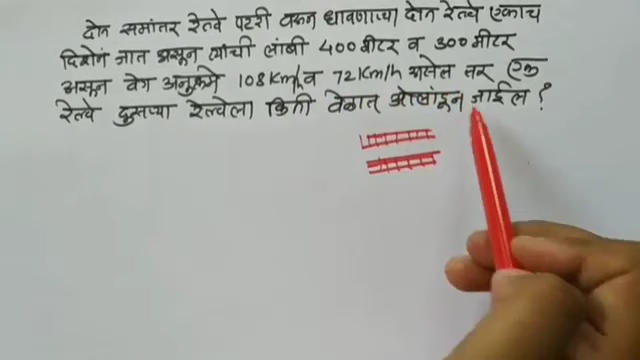 दोन समांतर रेल्वे पटरी वरून धावणाऱ्या दोन रेल्वे एकाच
दिशेने जात असून त्यांची लांबी 400 मीटर व 300 मीटर
असून वेग अनुक्रमे 108 Km/h व 72 Km/h असेल तर एक
रेल्वे दुसऱ्या रेल्वेला किती वेळात ओलांडून जाईल ?